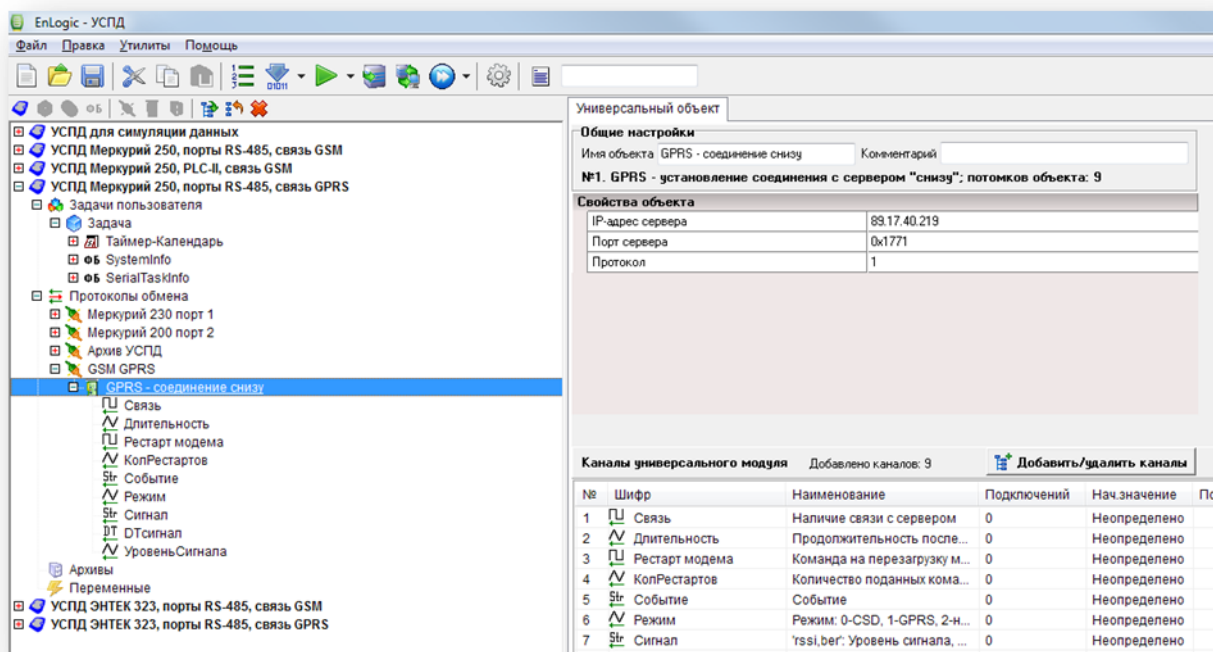 EnLogic - УСПД
Файл Правка Утилиты Помощь
УСПД для симуляции данных
УСПД Меркурий 250, порты RS-485, связь GSM
УСПД Меркурий 250, PLC-II, связь GSM
УСПД Меркурий 250, порты RS-485, связь GPRS
Задачи пользователя
Задача
Таймер-Календарь
ФБ SystemInfo
ФБ SerialTaskInfo
Протоколы обмена
Меркурий 230 порт 1
Меркурий 200 порт 2
Архив УСПД
GSM GPRS
GPRS - соединение снизу
Связь
Длительность
Рестарт модема
КолРестартов
Str Событие
Режим
Str Сигнал
DT DTсигнал
УровеньСигнала
Архивы
Переменные
УСПД ЭНТЕК 323, порты RS-485, связь GSM
УСПД ЭНТЕК 323, порты RS-485, связь GPRS
Универсальный объект
Общие настройки
Имя объекта GPRS - соединение снизу Комментарий
№1. GPRS - установление соединения с сервером "снизу"; потомков объекта: 9
Свойства объекта
IP-адрес сервера 89.17.40.219
Порт сервера 0x1771
Протокол 1
Каналы универсального модуля Добавлено каналов: 9 Добавить/удалить каналы
№ Шифр Наименование Подключений Нач.значение По
1 Связь Наличие связи с сервером 0 Неопределено
2 Длительность Продолжительность после... 0 Неопределено
3 Рестарт модема Команда на перезагрузку м... 0 Неопределено
4 КолРестартов Количество поданных кома... 0 Неопределено
5 Str Событие Событие 0 Неопределено
6 Режим Режим: 0-CSD, 1-GPRS, 2-н... 0 Неопределено
7 Str Сигнал 'rssi,ber': Уровень сигнала, ... 0 Неопределено